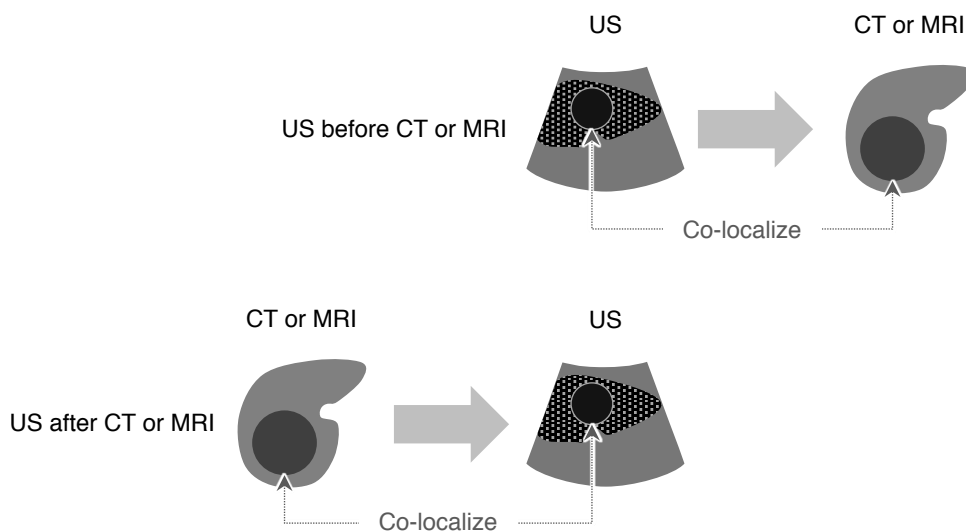 US
CT or MRI
US before CT or MRI
Co-localize
CT or MRI
US
US after CT or MRI
Co-localize